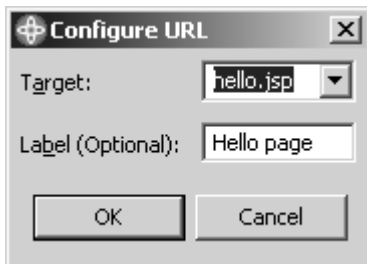 Configure URL
Target: hello.jsp
Label (Optional): Hello page
OK Cancel